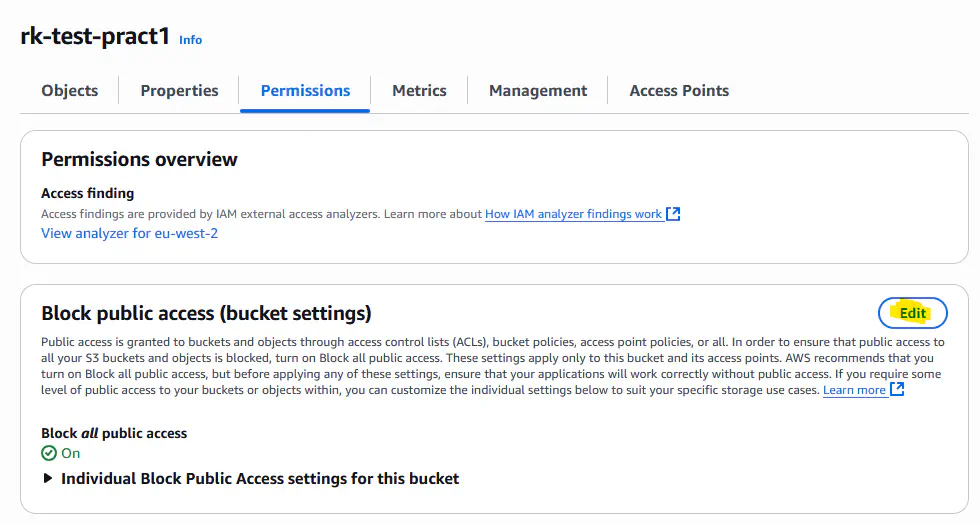 rk-test-pract1 Info
Objects Properties Permissions Metrics Management Access Points
Permissions overview
Access finding
Access findings are provided by IAM external access analyzers. Learn more about How IAM analyzer findings work
View analyzer for eu-west-2
Block public access (bucket settings) Edit
Public access is granted to buckets and objects through access control lists (ACLs), bucket policies, access point policies, or all. In order to ensure that public access to
all your S3 buckets and objects is blocked, turn on Block all public access. These settings apply only to this bucket and its access points. AWS recommends that you
turn on Block all public access, but before applying any of these settings, ensure that your applications will work correctly without public access. If you require some
level of public access to your buckets or objects within, you can customize the individual settings below to suit your specific storage use cases. Learn more
Block all public access
On
Individual Block Public Access settings for this bucket